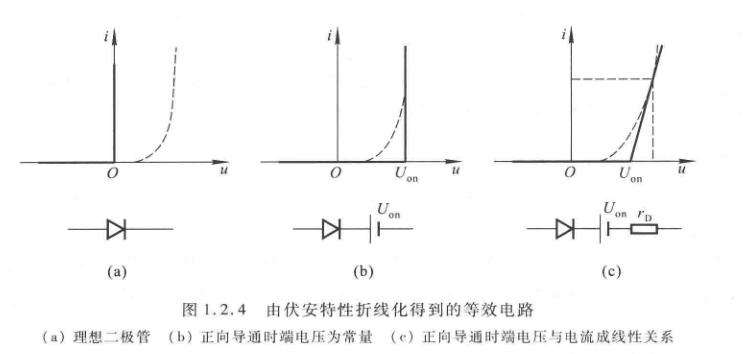 i i i
O u O U_on u O U_on u
U_on U_on r_D
(a) (b) (c)
图 1.2.4 由伏安特性折线化得到的等效电路
(a) 理想二极管 (b) 正向导通时端电压为常量 (c) 正向导通时端电压与电流成线性关系